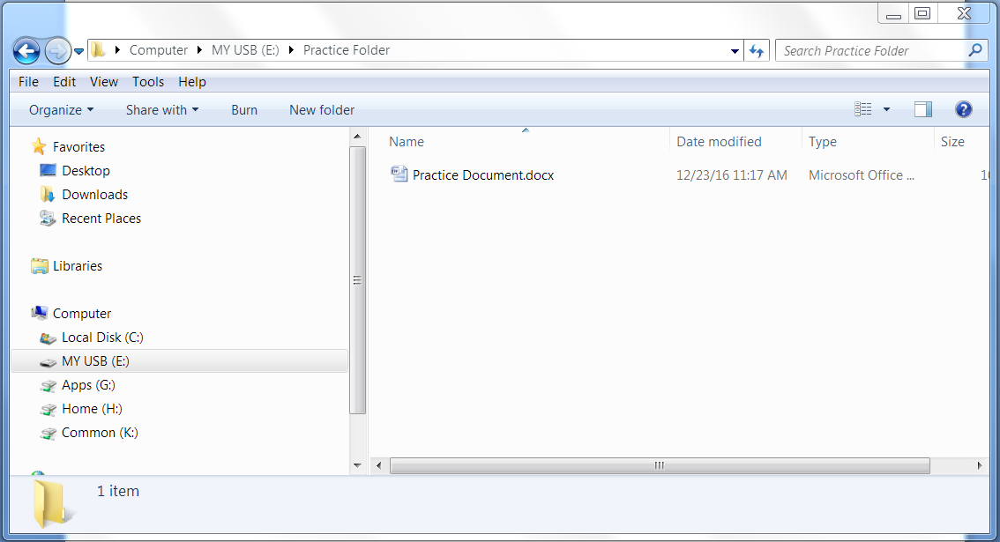 Computer MY USB (E:) Practice Folder Search Practice Folder
File Edit View Tools Help
Organize Share with Burn New folder
Favorites
Desktop
Downloads
Recent Places
Libraries
Computer
Local Disk (C:)
MY USB (E:)
Apps (G:)
Home (H:)
Common (K:)
Name Date modified Type Size
Practice Document.docx 12/23/16 11:17 AM Microsoft Office ...
1 item